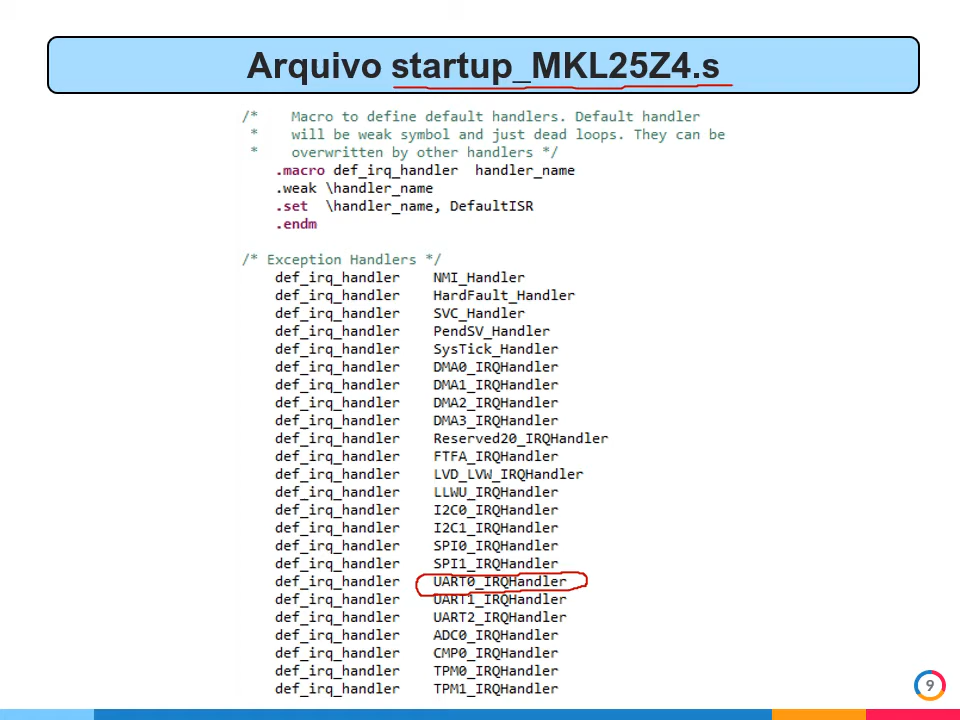 Arquivo startup_MKL25Z4.s
/*    Macro to define default handlers. Default handler
 *    will be weak symbol and just dead loops. They can be
 *    overwritten by other handlers */
    .macro def_irq_handler  handler_name
    .weak \handler_name
    .set  \handler_name, DefaultISR
    .endm
/* Exception Handlers */
    def_irq_handler    NMI_Handler
    def_irq_handler    HardFault_Handler
    def_irq_handler    SVC_Handler
    def_irq_handler    PendSV_Handler
    def_irq_handler    SysTick_Handler
    def_irq_handler    DMA0_IRQHandler
    def_irq_handler    DMA1_IRQHandler
    def_irq_handler    DMA2_IRQHandler
    def_irq_handler    DMA3_IRQHandler
    def_irq_handler    Reserved20_IRQHandler
    def_irq_handler    FTFA_IRQHandler
    def_irq_handler    LVD_LVW_IRQHandler
    def_irq_handler    LLWU_IRQHandler
    def_irq_handler    I2C0_IRQHandler
    def_irq_handler    I2C1_IRQHandler
    def_irq_handler    SPI0_IRQHandler
    def_irq_handler    SPI1_IRQHandler
    def_irq_handler    UART0_IRQHandler
    def_irq_handler    UART1_IRQHandler
    def_irq_handler    UART2_IRQHandler
    def_irq_handler    ADC0_IRQHandler
    def_irq_handler    CMP0_IRQHandler
    def_irq_handler    TPM0_IRQHandler
    def_irq_handler    TPM1_IRQHandler
9